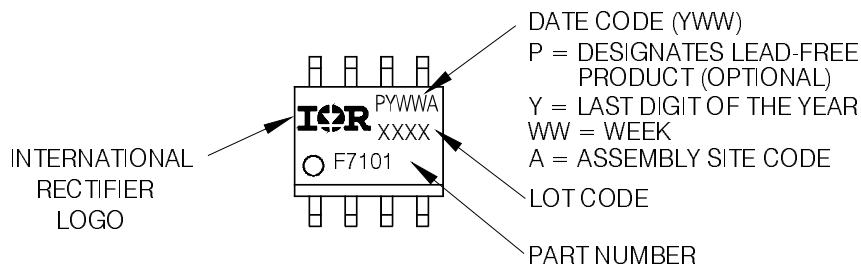 DATE CODE (YWW)
P = DESIGNATES LEAD-FREE
PRODUCT (OPTIONAL)
Y = LAST DIGIT OF THE YEAR
WW = WEEK
A = ASSEMBLY SITE CODE
LOT CODE
PART NUMBER
INTERNATIONAL
RECTIFIER
LOGO
IOR
PYWWA
XXXX
F7101